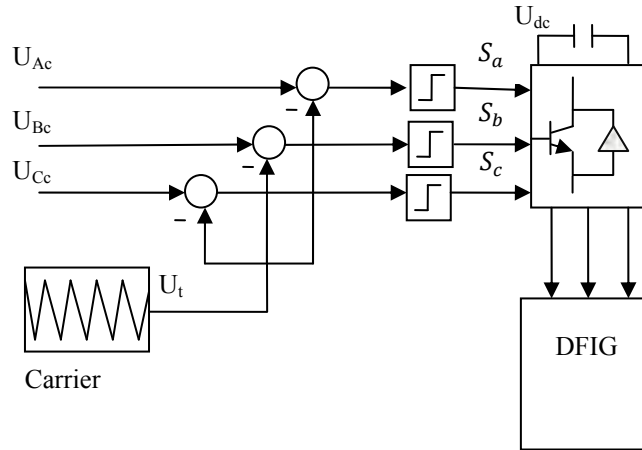 U_dc
U_Ac
S_a
U_Bc
S_b
U_Cc
S_c
U_t
DFIG
Carrier